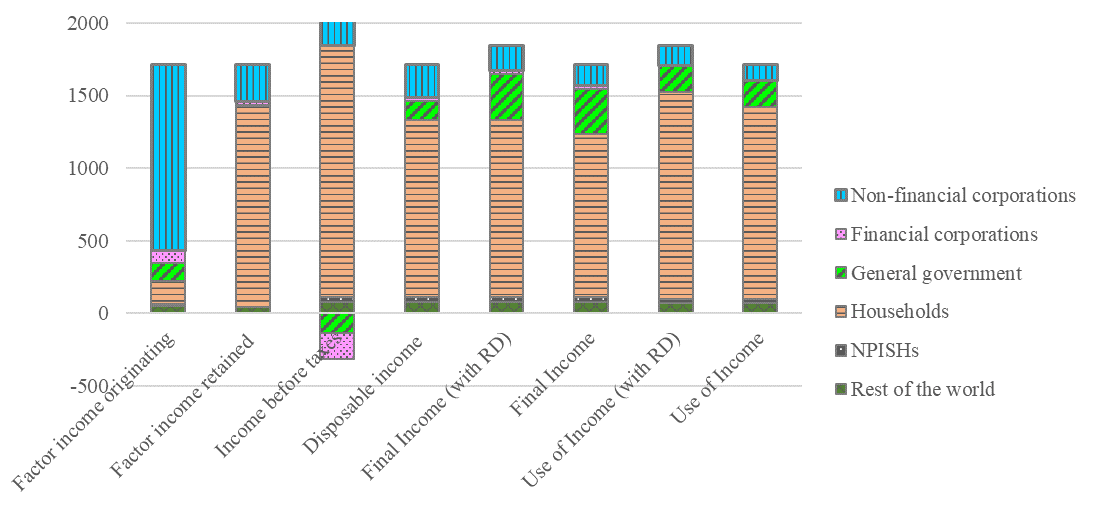 2000
1500
1000
500
0
-500
Factor income originating
Factor income retained
Income before taxes
Disposable income
Final Income (with RD)
Final Income
Use of Income (with RD)
Use of Income
Non-financial corporations
Financial corporations
General government
Households
NPISHs
Rest of the world